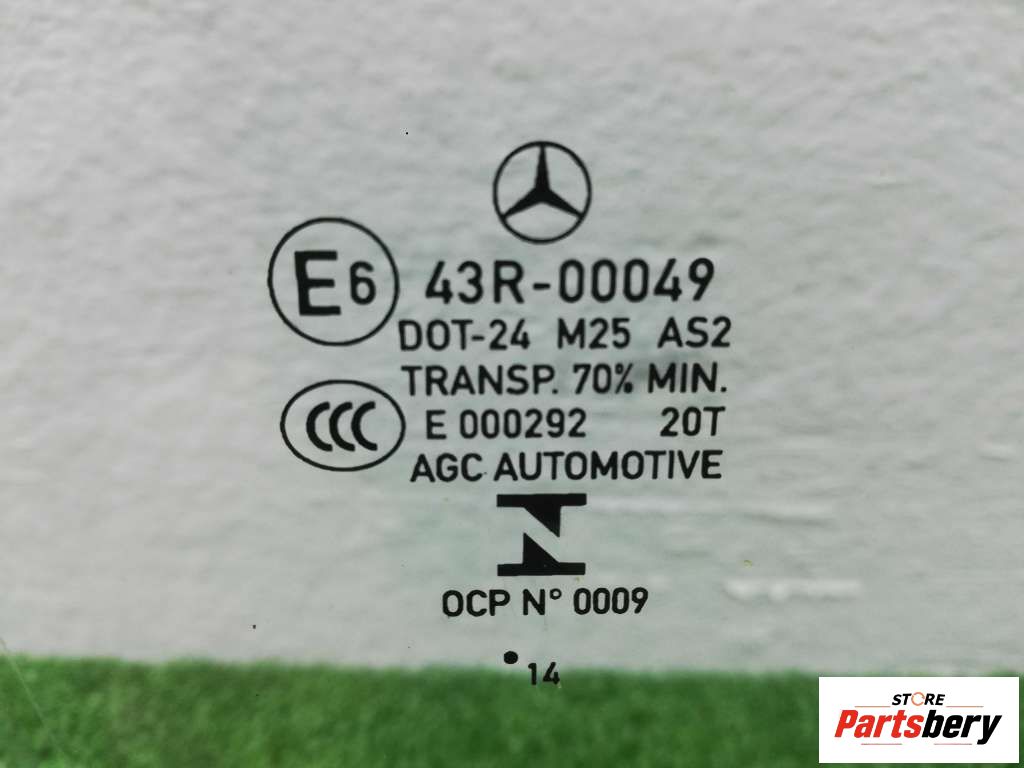 E6 43R-00049
DOT-24 M25 AS2
TRANSP. 70% MIN.
CCC E 000292 20T
AGC AUTOMOTIVE
OCP N° 0009
.14
STORE
Partsbery